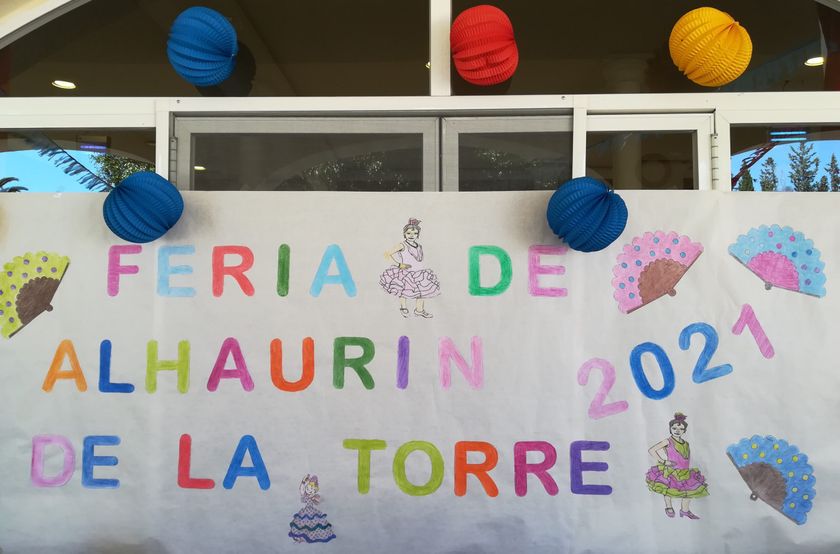 FERIA DE
ALHAURIN 2021
DE LA TORRE